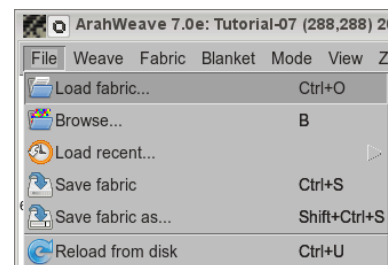 ArahWeave 7.0e: Tutorial-07 (288,288) 2
File Weave Fabric Blanket Mode View Z
Load fabric... Ctrl+O
Browse... B
Load recent...
Save fabric Ctrl+S
Save fabric as... Shift+Ctrl+S
Reload from disk Ctrl+U